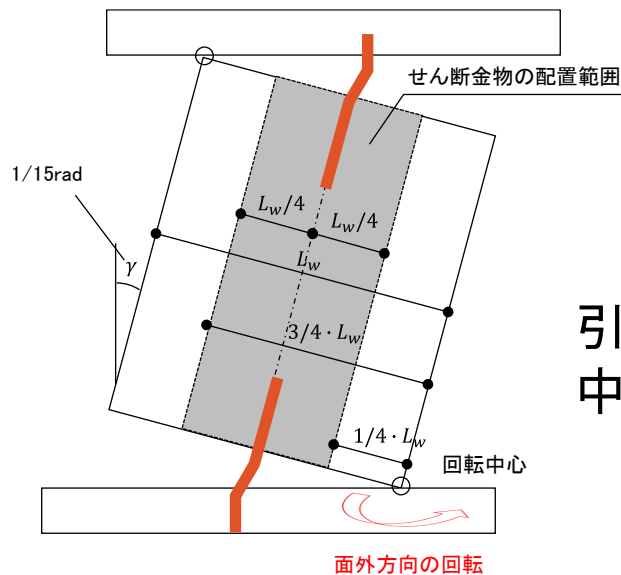 せん断金物の配置範囲
1/15rad
γ
L_w/4
L_w/4
L_w
3/4·L_w
引
中
1/4·L_w
回転中心
面外方向の回転